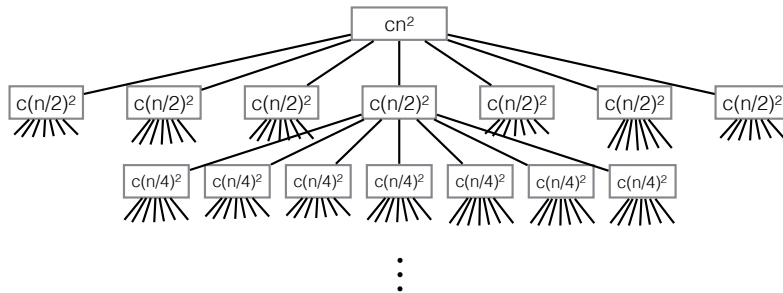 cn²
c(n/2)² c(n/2)² c(n/2)² c(n/2)² c(n/2)² c(n/2)² c(n/2)²
c(n/4)² c(n/4)² c(n/4)² c(n/4)² c(n/4)² c(n/4)² c(n/4)²